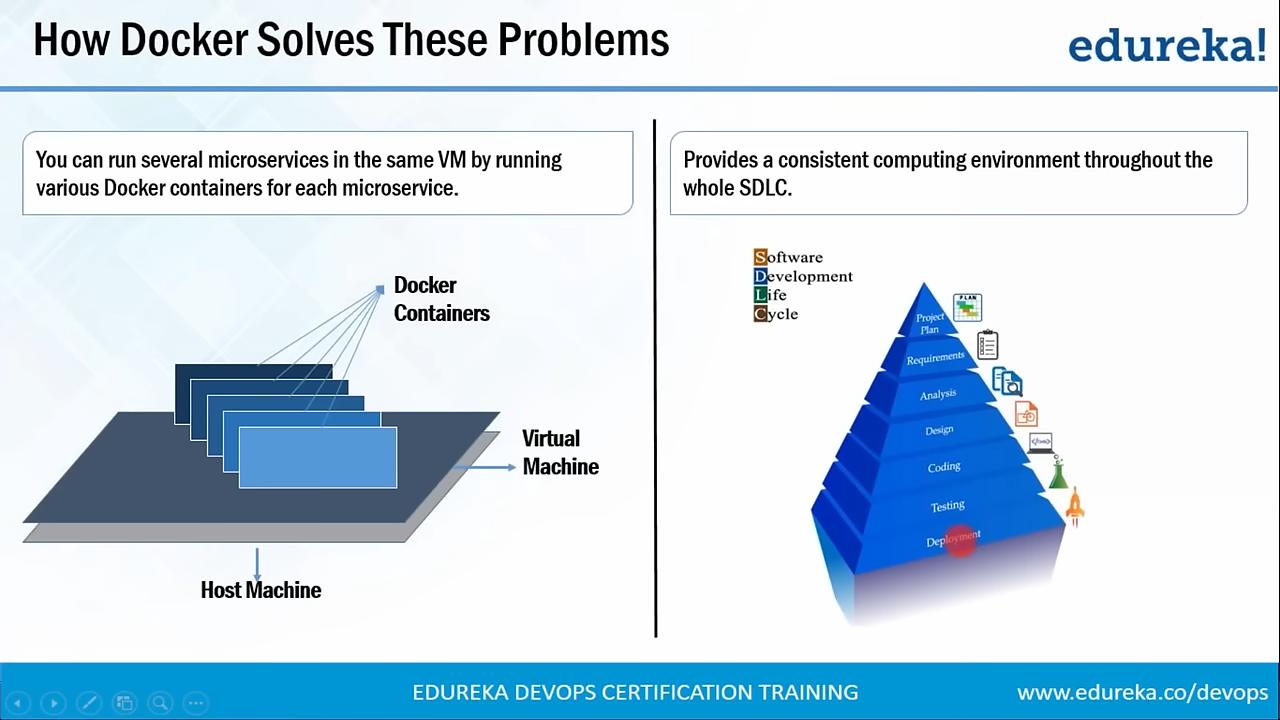 How Docker Solves These Problems
edureka!
You can run several microservices in the same VM by running
various Docker containers for each microservice.
Docker
Containers
Virtual
Machine
Host Machine
Provides a consistent computing environment throughout the
whole SDLC.
Software
Development
Life
Cycle
PLAN
Project
Plan
Requirements
Analysis
Design
Coding
Testing
Deployment
</>
EDUREKA DEVOPS CERTIFICATION TRAINING
www.edureka.co/devops